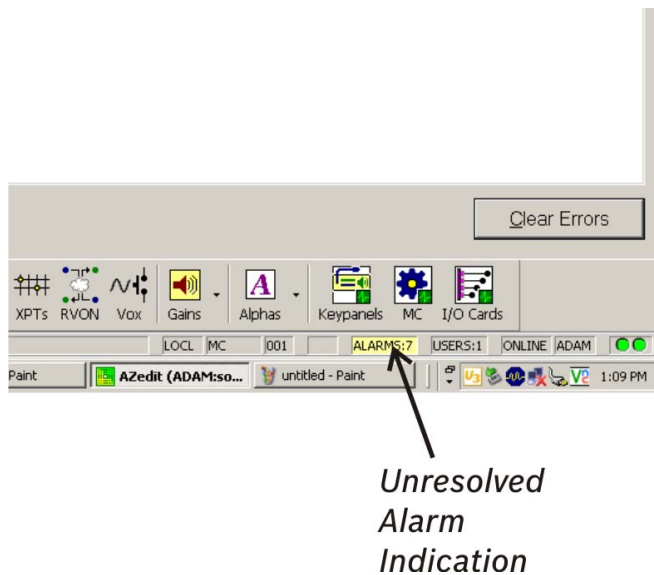 Clear Errors
XPTs RVON Vox Gains Alphas Keypanels MC I/O Cards
LOCL MC 001 ALARMS:7 USERS:1 ONLINE ADAM
Paint AZedit (ADAM:so... untitled - Paint 1:09 PM
Unresolved
Alarm
Indication